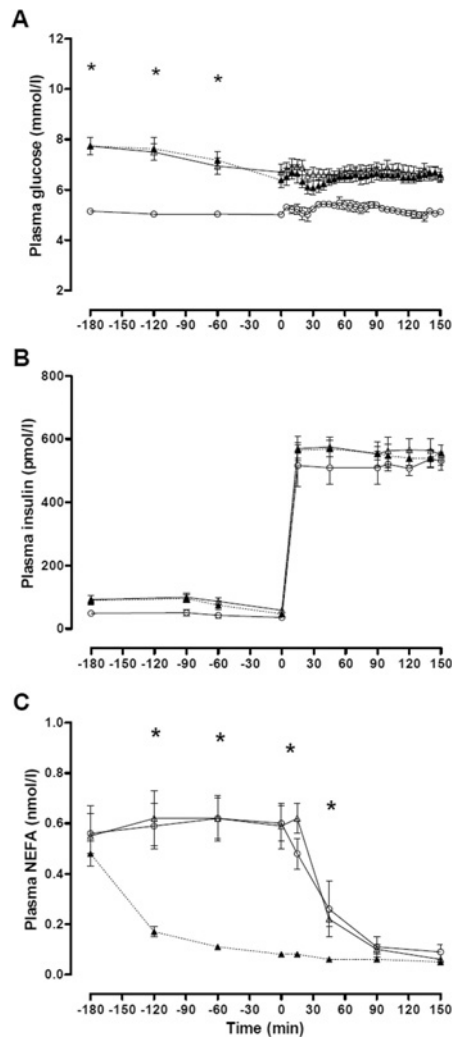 A
Plasma glucose (mmol/l)
12
10
8
6
4
2
* * *
-180 -150 -120 -90 -60 -30 0 30 60 90 120 150
B
Plasma insulin (pmol/l)
800
600
400
200
0
-180 -150 -120 -90 -60 -30 0 30 60 90 120 150
C
Plasma NEFA (nmol/l)
1.0
0.8
0.6
0.4
0.2
0.0
* * * *
-180 -150 -120 -90 -60 -30 0 30 60 90 120 150
Time (min)